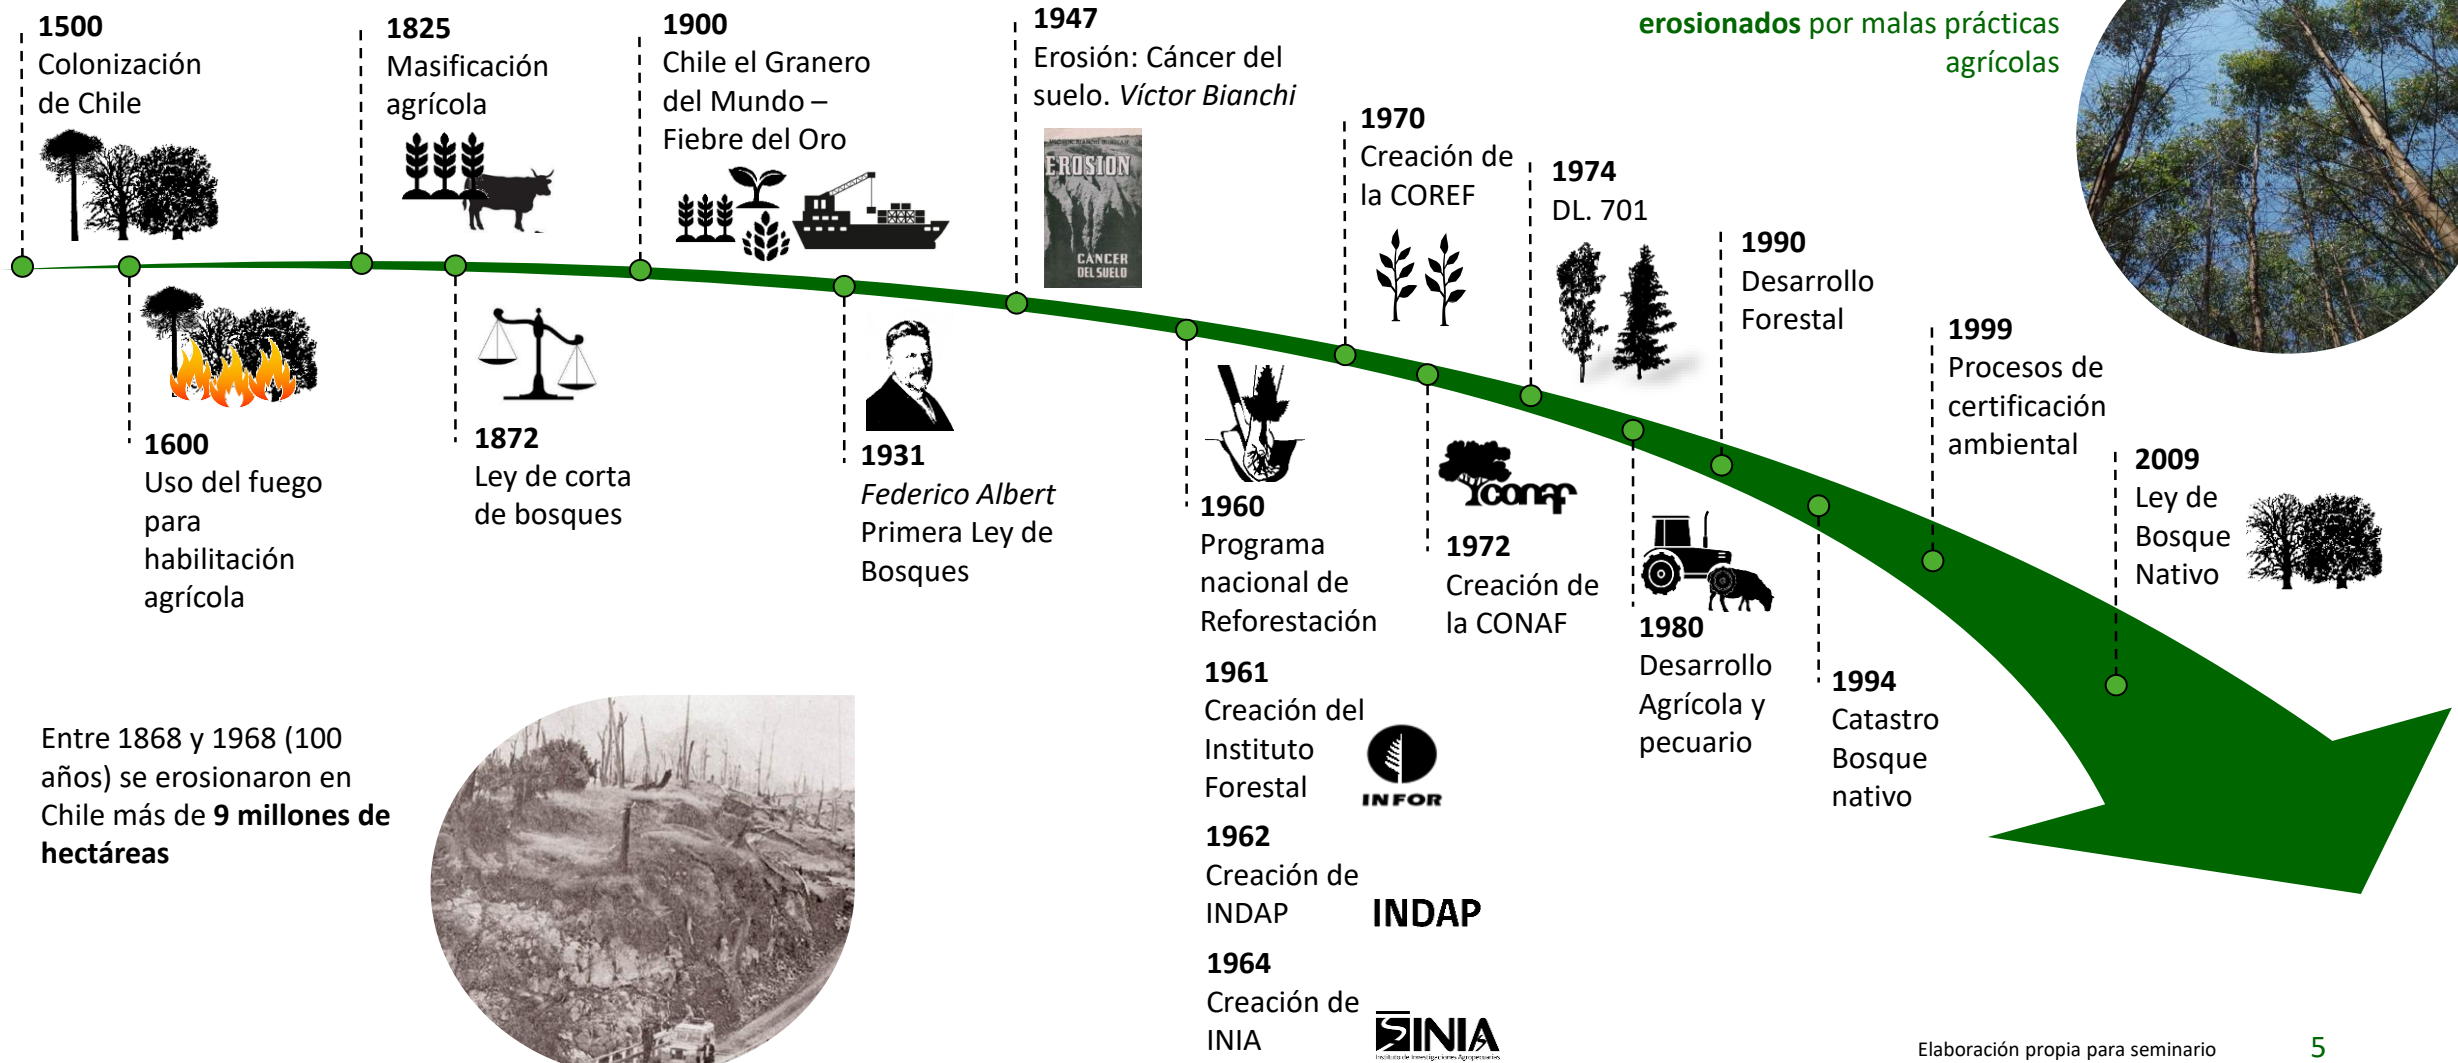 erosionados por malas prácticas
agrícolas
1500
Colonización
de Chile
1825
Masificación
agrícola
1900
Chile el Granero
del Mundo –
Fiebre del Oro
1947
Erosión: Cáncer del
suelo. Víctor Bianchi
EROSION
CÁNCER
DEL SUELO
1970
Creación de
la COREF
1974
DL. 701
1990
Desarrollo
Forestal
1999
Procesos de
certificación
ambiental
2009
Ley de
Bosque
Nativo
1600
Uso del fuego
para
habilitación
agrícola
1872
Ley de corta
de bosques
1931
Federico Albert
Primera Ley de
Bosques
1960
Programa
nacional de
Reforestación
1961
Creación del
Instituto
Forestal
INFOR
1962
Creación de
INDAP
INDAP
1964
Creación de
INIA
INIA
Instituto de Investigaciones Agropecuarias
conaf
1972
Creación de
la CONAF
1980
Desarrollo
Agrícola y
pecuario
1994
Catastro
Bosque
nativo
Entre 1868 y 1968 (100
años) se erosionaron en
Chile más de 9 millones de
hectáreas
Elaboración propia para seminario
5